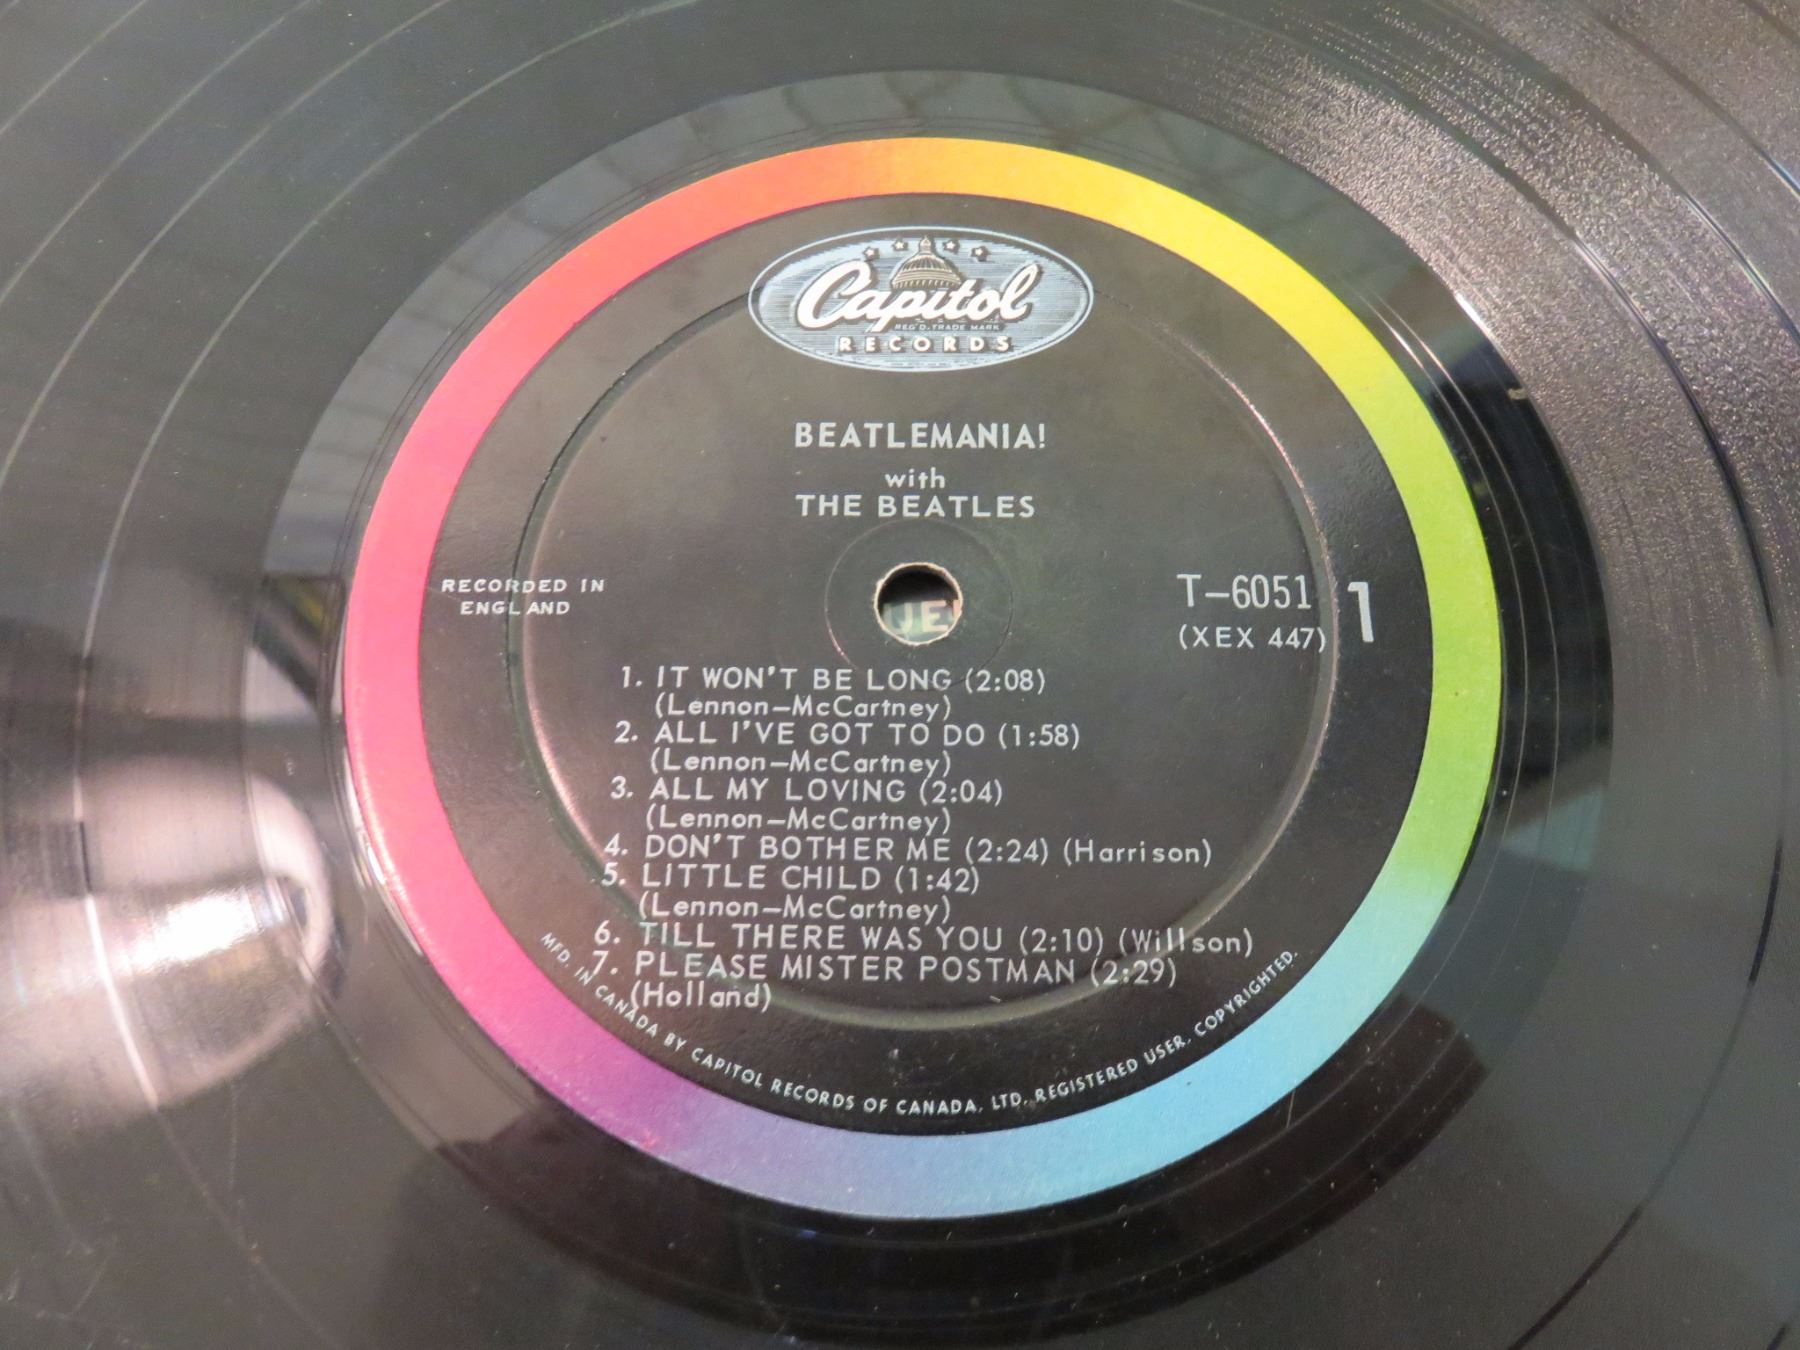 Capitol
REG'D. TRADE MARK
RECORDS
BEATLEMANIA!
with
THE BEATLES
RECORDED IN
ENGLAND
T-6051
(XEX 447)
1
JE
1. IT WON'T BE LONG (2:08)
(Lennon-McCartney)
2. ALL I'VE GOT TO DO (1:58)
(Lennon-McCartney)
3. ALL MY LOVING (2:04)
(Lennon-McCartney)
4. DON'T BOTHER ME (2:24) (Harrison)
5. LITTLE CHILD (1:42)
(Lennon-McCartney)
6. TILL THERE WAS YOU (2:10) (Willson)
7. PLEASE MISTER POSTMAN (2:29)
(Holland)
MFD. IN CANADA BY CAPITOL RECORDS OF CANADA, LTD. REGISTERED USER. COPYRIGHTED.